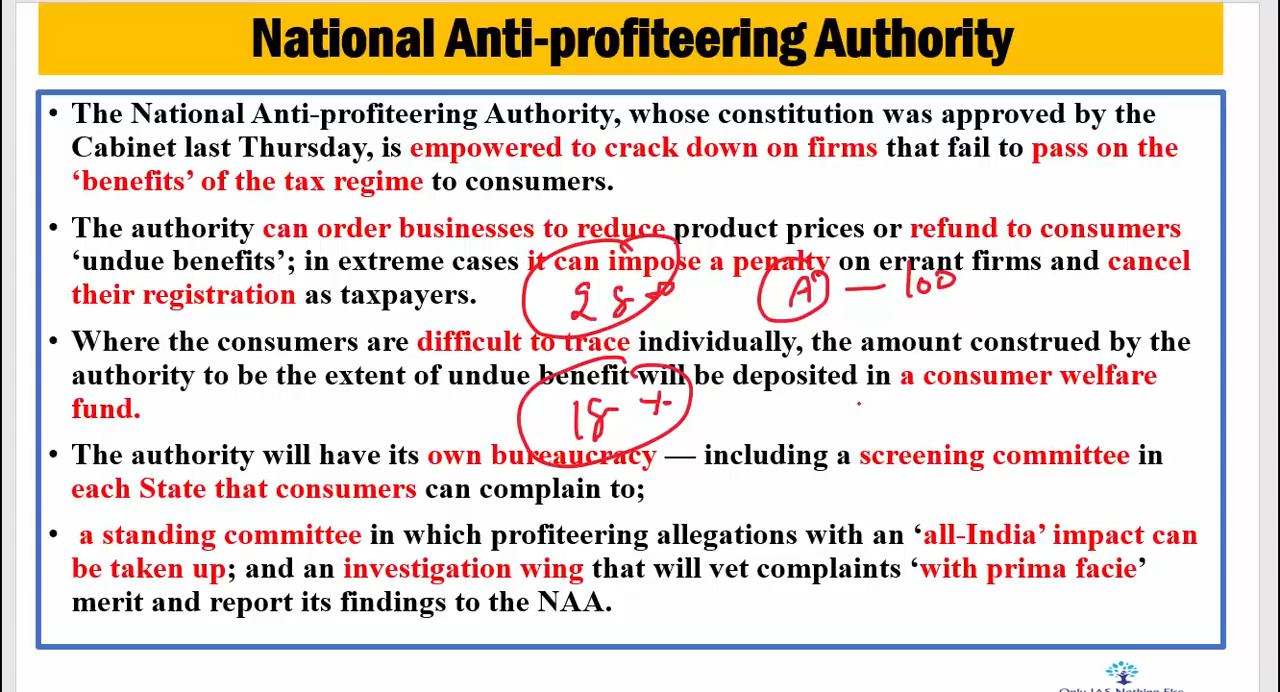 National Anti-profiteering Authority
• The National Anti-profiteering Authority, whose constitution was approved by the
Cabinet last Thursday, is empowered to crack down on firms that fail to pass on the
‘benefits’ of the tax regime to consumers.
• The authority can order businesses to reduce product prices or refund to consumers
‘undue benefits’; in extreme cases it can impose a penalty on errant firms and cancel
their registration as taxpayers.
28 %
A — 100
• Where the consumers are difficult to trace individually, the amount construed by the
authority to be the extent of undue benefit will be deposited in a consumer welfare
fund.
18 %
• The authority will have its own bureaucracy — including a screening committee in
each State that consumers can complain to;
• a standing committee in which profiteering allegations with an ‘all-India’ impact can
be taken up; and an investigation wing that will vet complaints ‘with prima facie’
merit and report its findings to the NAA.
Only IAS Nothing Else